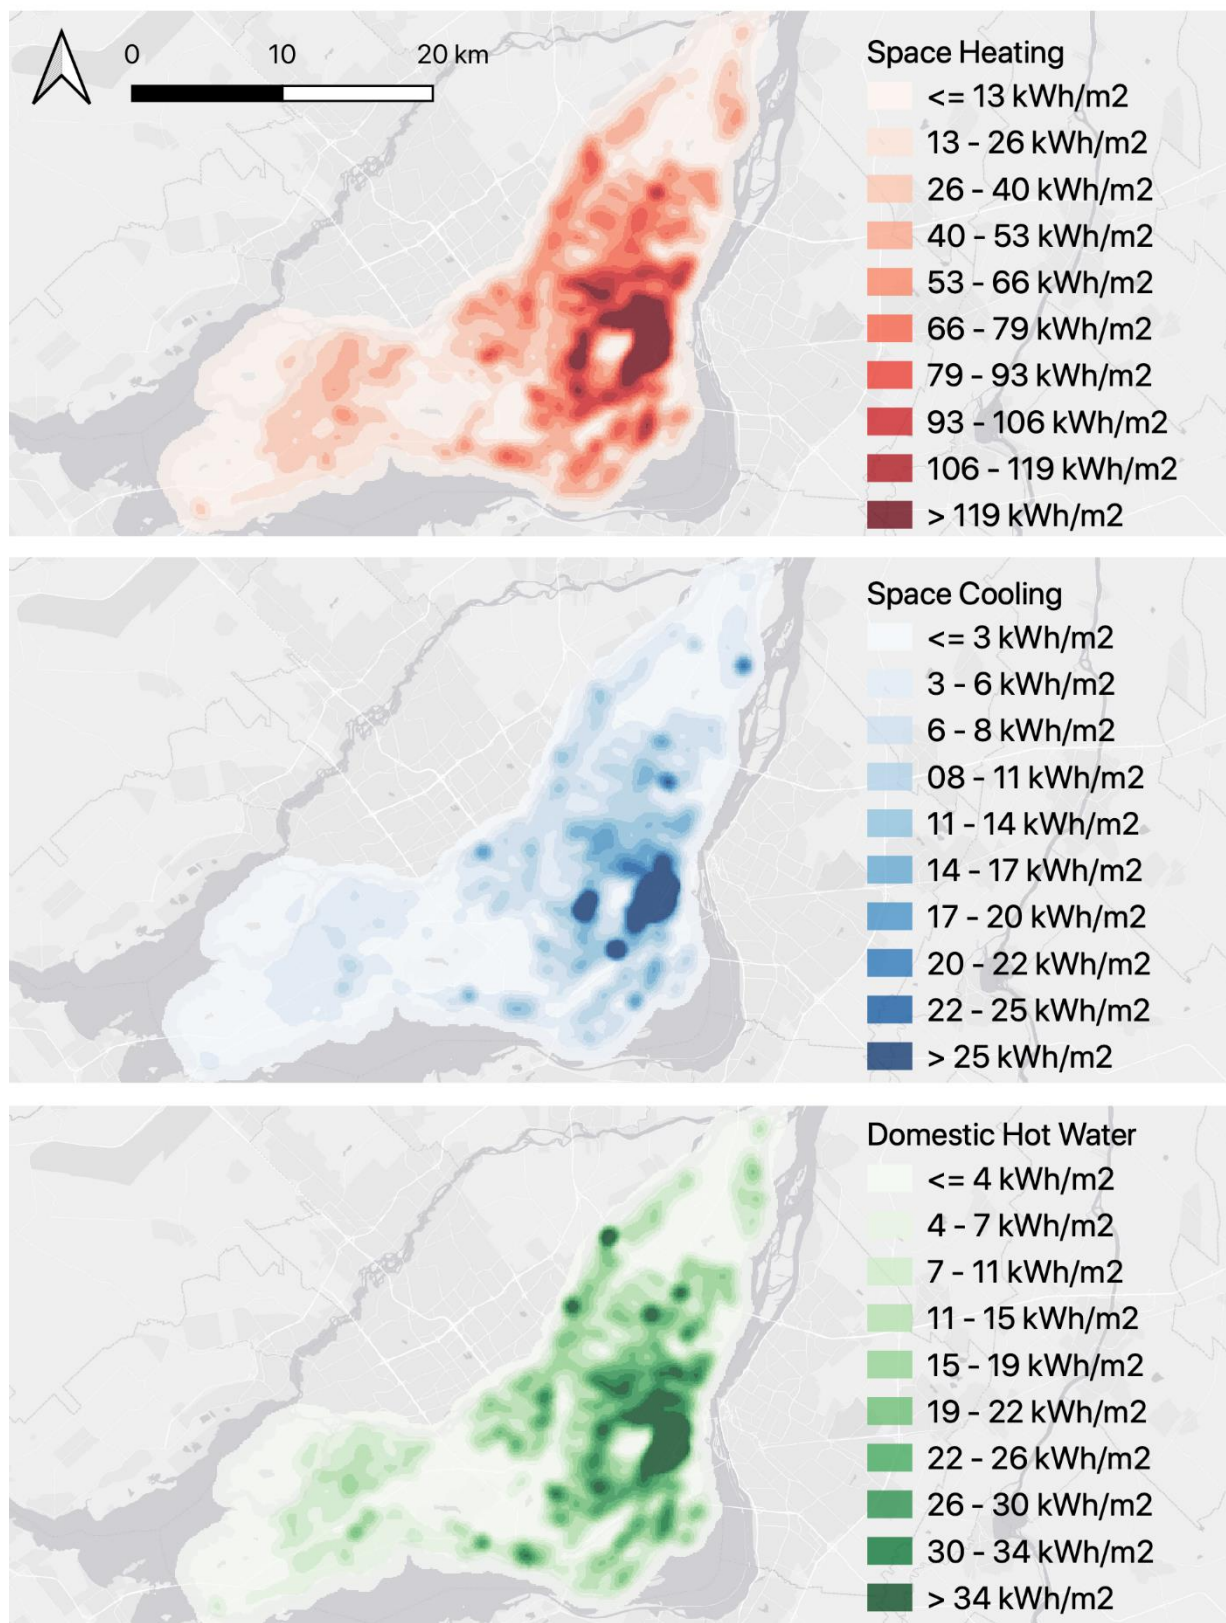 0 10 20 km
Space Heating
<= 13 kWh/m2
13 - 26 kWh/m2
26 - 40 kWh/m2
40 - 53 kWh/m2
53 - 66 kWh/m2
66 - 79 kWh/m2
79 - 93 kWh/m2
93 - 106 kWh/m2
106 - 119 kWh/m2
> 119 kWh/m2
Space Cooling
<= 3 kWh/m2
3 - 6 kWh/m2
6 - 8 kWh/m2
08 - 11 kWh/m2
11 - 14 kWh/m2
14 - 17 kWh/m2
17 - 20 kWh/m2
20 - 22 kWh/m2
22 - 25 kWh/m2
> 25 kWh/m2
Domestic Hot Water
<= 4 kWh/m2
4 - 7 kWh/m2
7 - 11 kWh/m2
11 - 15 kWh/m2
15 - 19 kWh/m2
19 - 22 kWh/m2
22 - 26 kWh/m2
26 - 30 kWh/m2
30 - 34 kWh/m2
> 34 kWh/m2